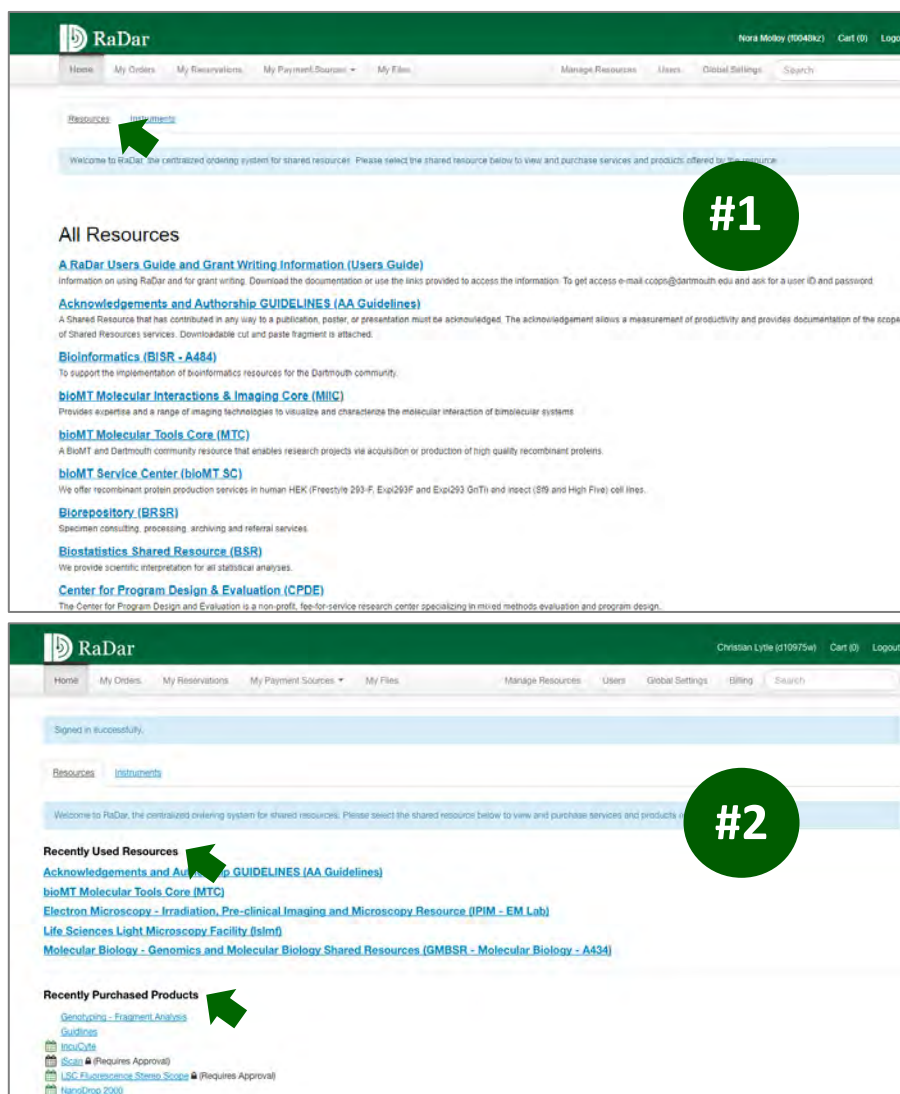 RaDar
Nora Molloy (f0048kz) Cart (0) Logo
Home My Orders My Reservations My Payment Sources My Files Manage Resources Users Global Settings Search
Resources Instruments
Welcome to RaDar, the centralized ordering system for shared resources. Please select the shared resource below to view and purchase services and products offered by the resource
#1
All Resources
A RaDar Users Guide and Grant Writing Information (Users Guide)
Information on using RaDar and for grant writing. Download the documentation or use the links provided to access the information. To get access e-mail ccops@dartmouth.edu and ask for a user ID and password
Acknowledgements and Authorship GUIDELINES (AA Guidelines)
A Shared Resource that has contributed in any way to a publication, poster, or presentation must be acknowledged. The acknowledgement allows a measurement of productivity and provides documentation of the scope
of Shared Resources services. Downloadable cut and paste fragment is attached.
Bioinformatics (BISR - A484)
To support the implementation of bioinformatics resources for the Dartmouth community.
bioMT Molecular Interactions & Imaging Core (MIIC)
Provides expertise and a range of imaging technologies to visualize and characterize the molecular interaction of bimolecular systems
bioMT Molecular Tools Core (MTC)
A BioMT and Dartmouth community resource that enables research projects via acquisition or production of high quality recombinant proteins.
bioMT Service Center (bioMT SC)
We offer recombinant protein production services in human HEK (Freestyle 293-F, Expi293F and Expi293 GnTI) and insect (Sf9 and High Five) cell lines.
Biorepository (BRSR)
Specimen consulting, processing, archiving and referral services.
Biostatistics Shared Resource (BSR)
We provide scientific interpretation for all statistical analyses.
Center for Program Design & Evaluation (CPDE)
The Center for Program Design and Evaluation is a non-profit, fee-for-service research center specializing in mixed methods evaluation and program design.
RaDar
Christian Lytle (d10975w) Cart (0) Logout
Home My Orders My Reservations My Payment Sources My Files Manage Resources Users Global Settings Billing Search
Signed in successfully.
Resources Instruments
Welcome to RaDar, the centralized ordering system for shared resources. Please select the shared resource below to view and purchase services and products
#2
Recently Used Resources
Acknowledgements and GUIDELINES (AA Guidelines)
bioMT Molecular Tools Core (MTC)
Electron Microscopy - Irradiation, Pre-clinical Imaging and Microscopy Resource (IPIM - EM Lab)
Life Sciences Light Microscopy Facility (lslmf)
Molecular Biology - Genomics and Molecular Biology Shared Resources (GMBSR - Molecular Biology - A434)
Recently Purchased Products
Genotyping - Fragment Analysis
Guidlines
IncuCyte
iScan (Requires Approval)
LSC Fluorescence Stereo Scope (Requires Approval)
NanoDrop 2000